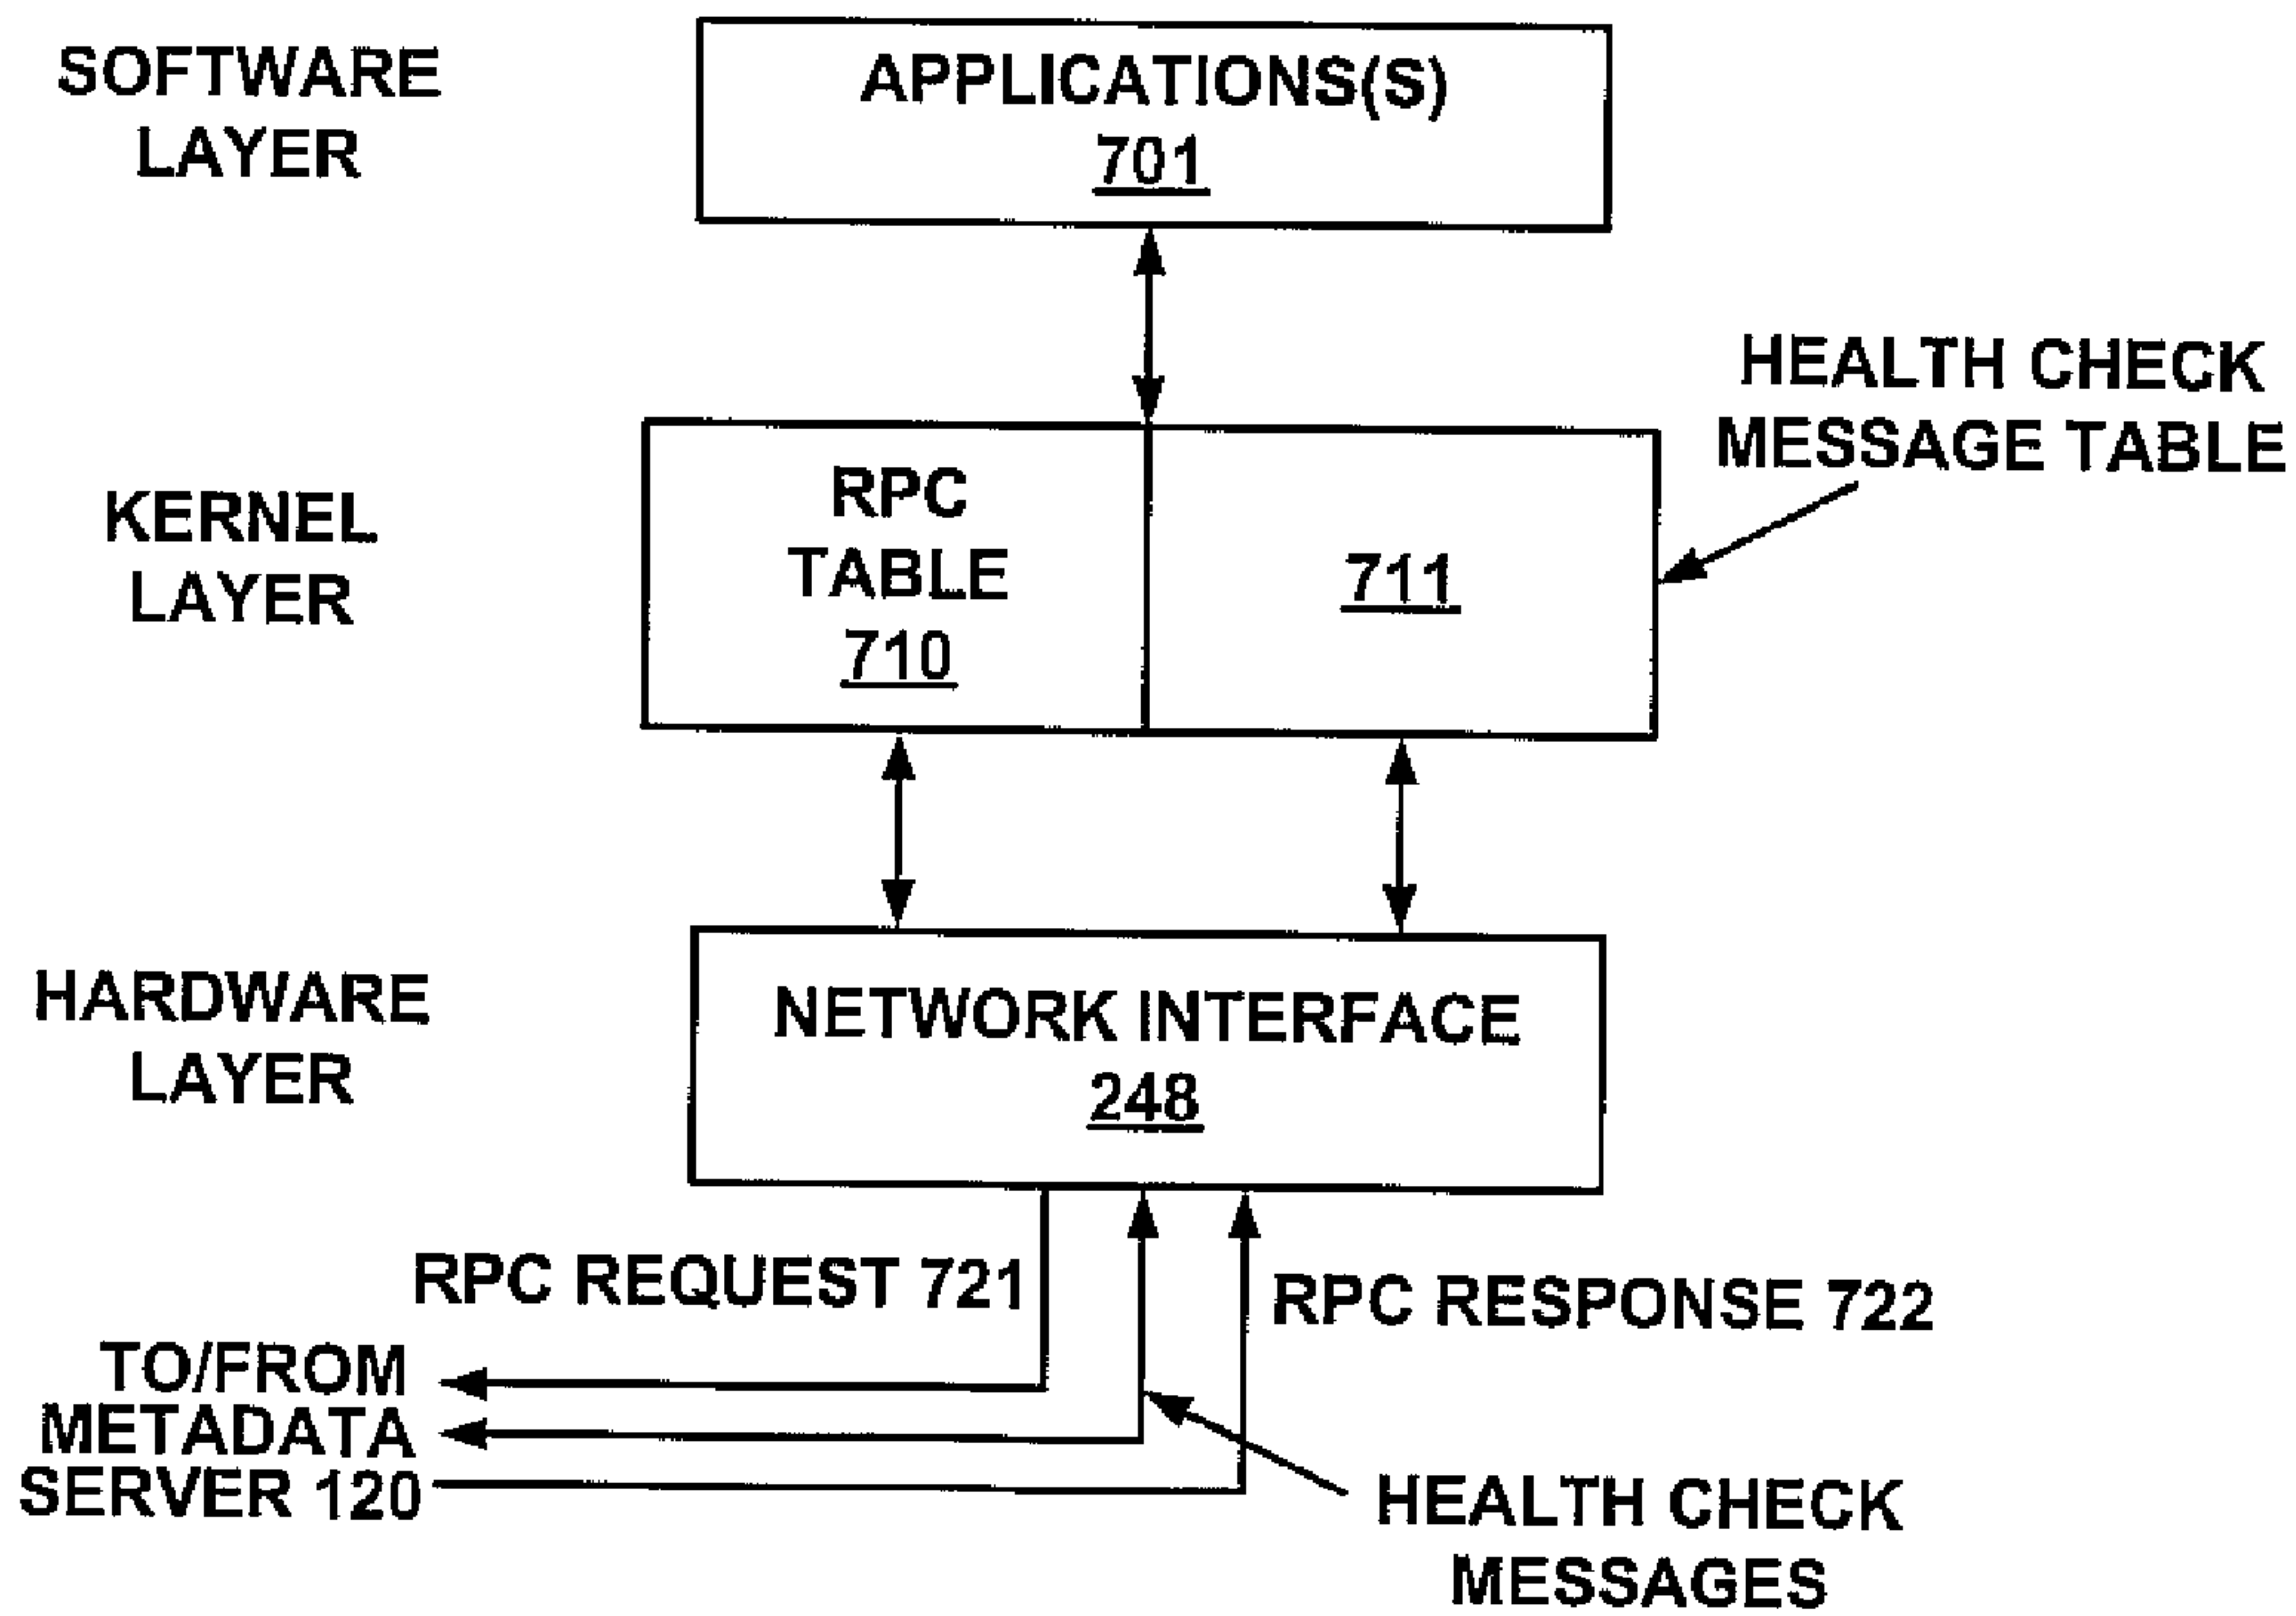 SOFTWARE
LAYER
APPLICATIONS(S)
701
HEALTH CHECK
MESSAGE TABLE
KERNEL
LAYER
RPC
TABLE
710
711
HARDWARE
LAYER
NETWORK INTERFACE
248
RPC REQUEST 721
RPC RESPONSE 722
TO/FROM
METADATA
SERVER 120
HEALTH CHECK
MESSAGES